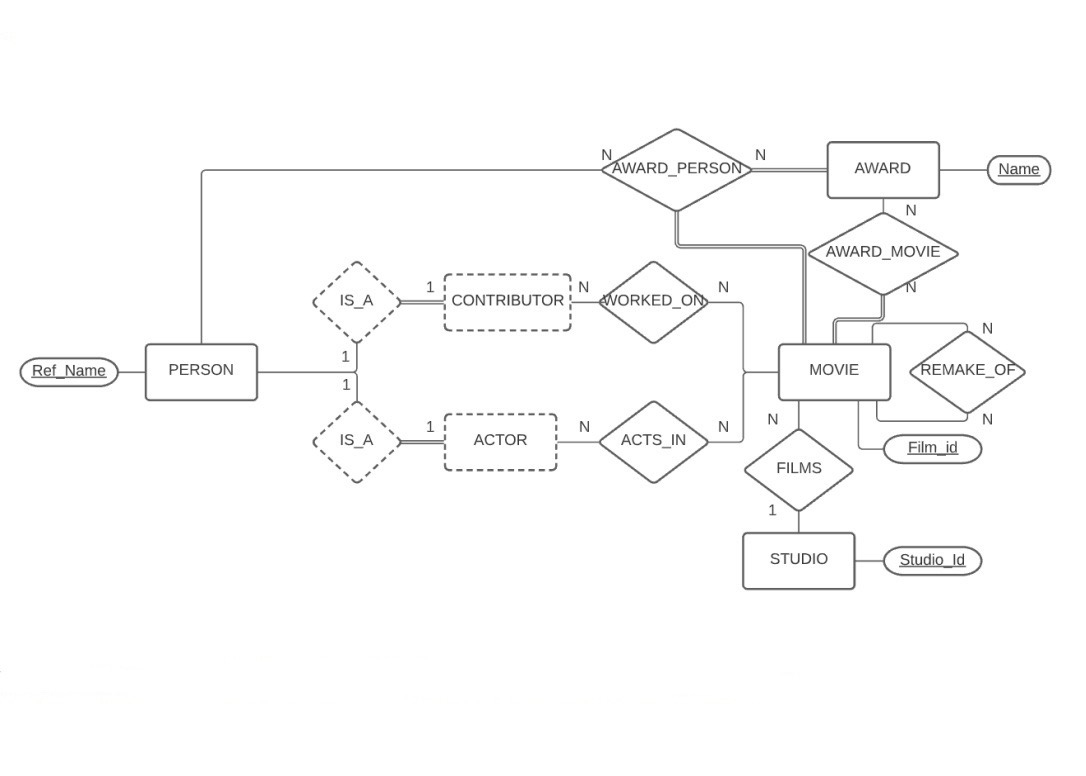 N
N
AWARD_PERSON
AWARD
Name
N
AWARD_MOVIE
N
IS_A
1
CONTRIBUTOR
N
WORKED_ON
N
1
Ref_Name
PERSON
1
MOVIE
N
REMAKE_OF
N
IS_A
1
ACTOR
N
ACTS_IN
N
N
Film_id
FILMS
1
STUDIO
Studio_Id